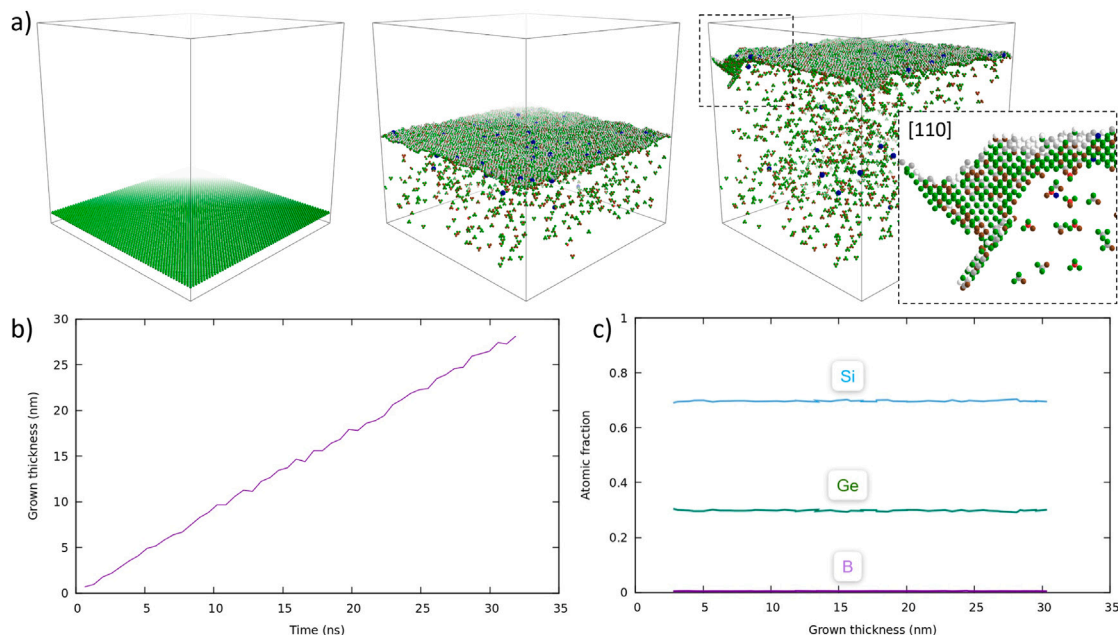 a)
[110]
b)
30
25
20
15
10
5
0
Grown thickness (nm)
0 5 10 15 20 25 30 35
Time (ns)
c)
1
0.8
0.6
0.4
0.2
0
Atomic fraction
Si
Ge
B
0 5 10 15 20 25 30 35
Grown thickness (nm)